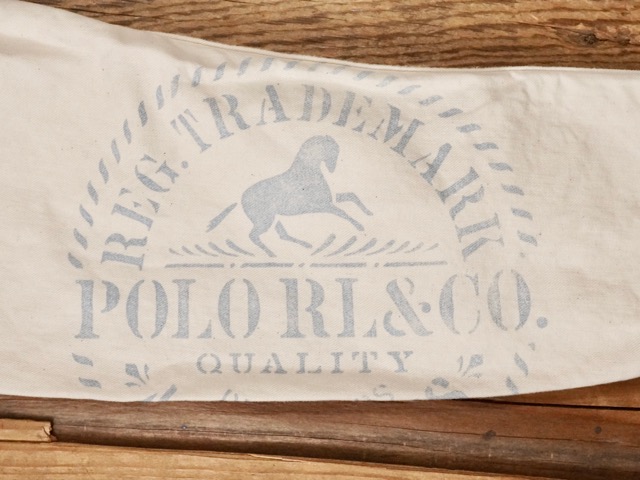 REG. TRADEMARK
POLO RL & CO.
QUALITY